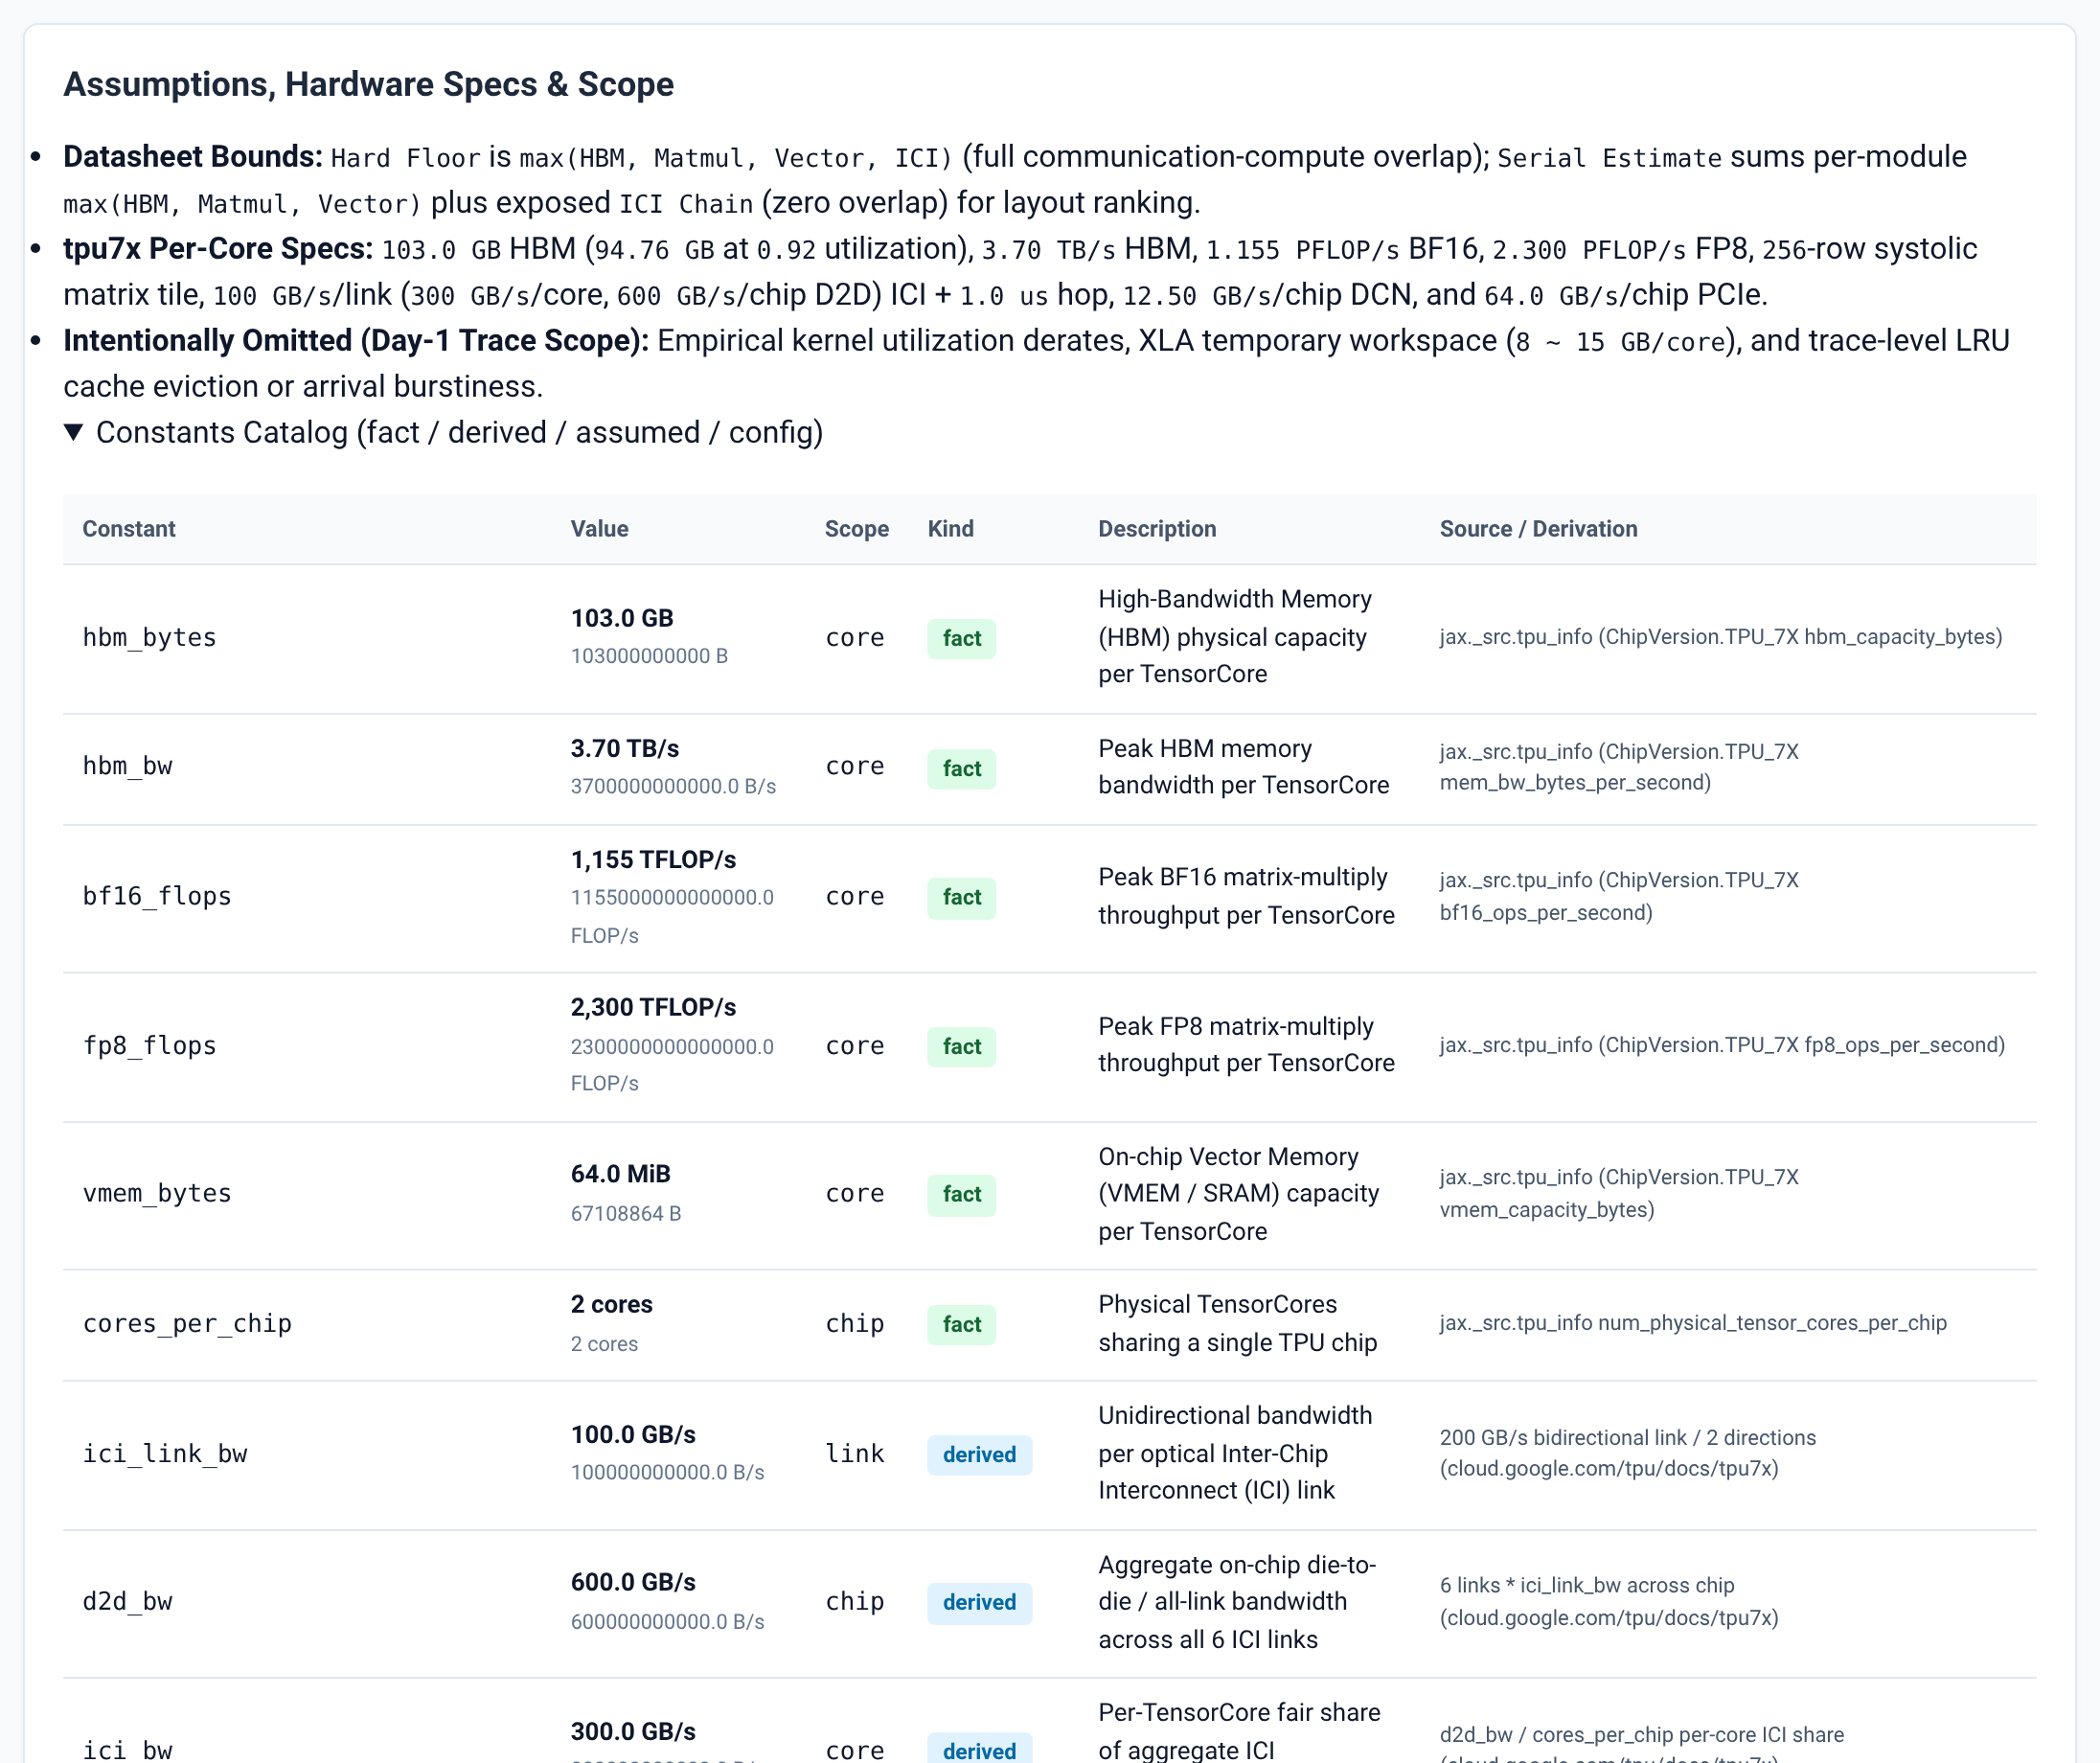 Assumptions, Hardware Specs & Scope
• Datasheet Bounds: Hard Floor is max(HBM, Matmul, Vector, ICI) (full communication-compute overlap); Serial Estimate sums per-module
max(HBM, Matmul, Vector) plus exposed ICI Chain (zero overlap) for layout ranking.
• tpu7x Per-Core Specs: 103.0 GB HBM (94.76 GB at 0.92 utilization), 3.70 TB/s HBM, 1.155 PFLOP/s BF16, 2.300 PFLOP/s FP8, 256-row systolic
matrix tile, 100 GB/s/link (300 GB/s/core, 600 GB/s/chip D2D) ICI + 1.0 us hop, 12.50 GB/s/chip DCN, and 64.0 GB/s/chip PCIe.
• Intentionally Omitted (Day-1 Trace Scope): Empirical kernel utilization derates, XLA temporary workspace (8 ~ 15 GB/core), and trace-level LRU
cache eviction or arrival burstiness.
▼ Constants Catalog (fact / derived / assumed / config)
Constant Value Scope Kind Description Source / Derivation
hbm_bytes
103.0 GB
103000000000 B
core
fact
High-Bandwidth Memory
(HBM) physical capacity
per TensorCore
jax._src.tpu_info (ChipVersion.TPU_7X hbm_capacity_bytes)
hbm_bw
3.70 TB/s
3700000000000.0 B/s
core
fact
Peak HBM memory
bandwidth per TensorCore
jax._src.tpu_info (ChipVersion.TPU_7X
mem_bw_bytes_per_second)
bf16_flops
1,155 TFLOP/s
1155000000000000.0
FLOP/s
core
fact
Peak BF16 matrix-multiply
throughput per TensorCore
jax._src.tpu_info (ChipVersion.TPU_7X
bf16_ops_per_second)
fp8_flops
2,300 TFLOP/s
2300000000000000.0
FLOP/s
core
fact
Peak FP8 matrix-multiply
throughput per TensorCore
jax._src.tpu_info (ChipVersion.TPU_7X fp8_ops_per_second)
vmem_bytes
64.0 MiB
67108864 B
core
fact
On-chip Vector Memory
(VMEM / SRAM) capacity
per TensorCore
jax._src.tpu_info (ChipVersion.TPU_7X
vmem_capacity_bytes)
cores_per_chip
2 cores
2 cores
chip
fact
Physical TensorCores
sharing a single TPU chip
jax._src.tpu_info num_physical_tensor_cores_per_chip
ici_link_bw
100.0 GB/s
100000000000.0 B/s
link
derived
Unidirectional bandwidth
per optical Inter-Chip
Interconnect (ICI) link
200 GB/s bidirectional link / 2 directions
(cloud.google.com/tpu/docs/tpu7x)
d2d_bw
600.0 GB/s
600000000000.0 B/s
chip
derived
Aggregate on-chip die-to-
die / all-link bandwidth
across all 6 ICI links
6 links * ici_link_bw across chip
(cloud.google.com/tpu/docs/tpu7x)
ici_bw
300.0 GB/s
core
derived
Per-TensorCore fair share
of aggregate ICI
d2d_bw / cores_per_chip per-core ICI share